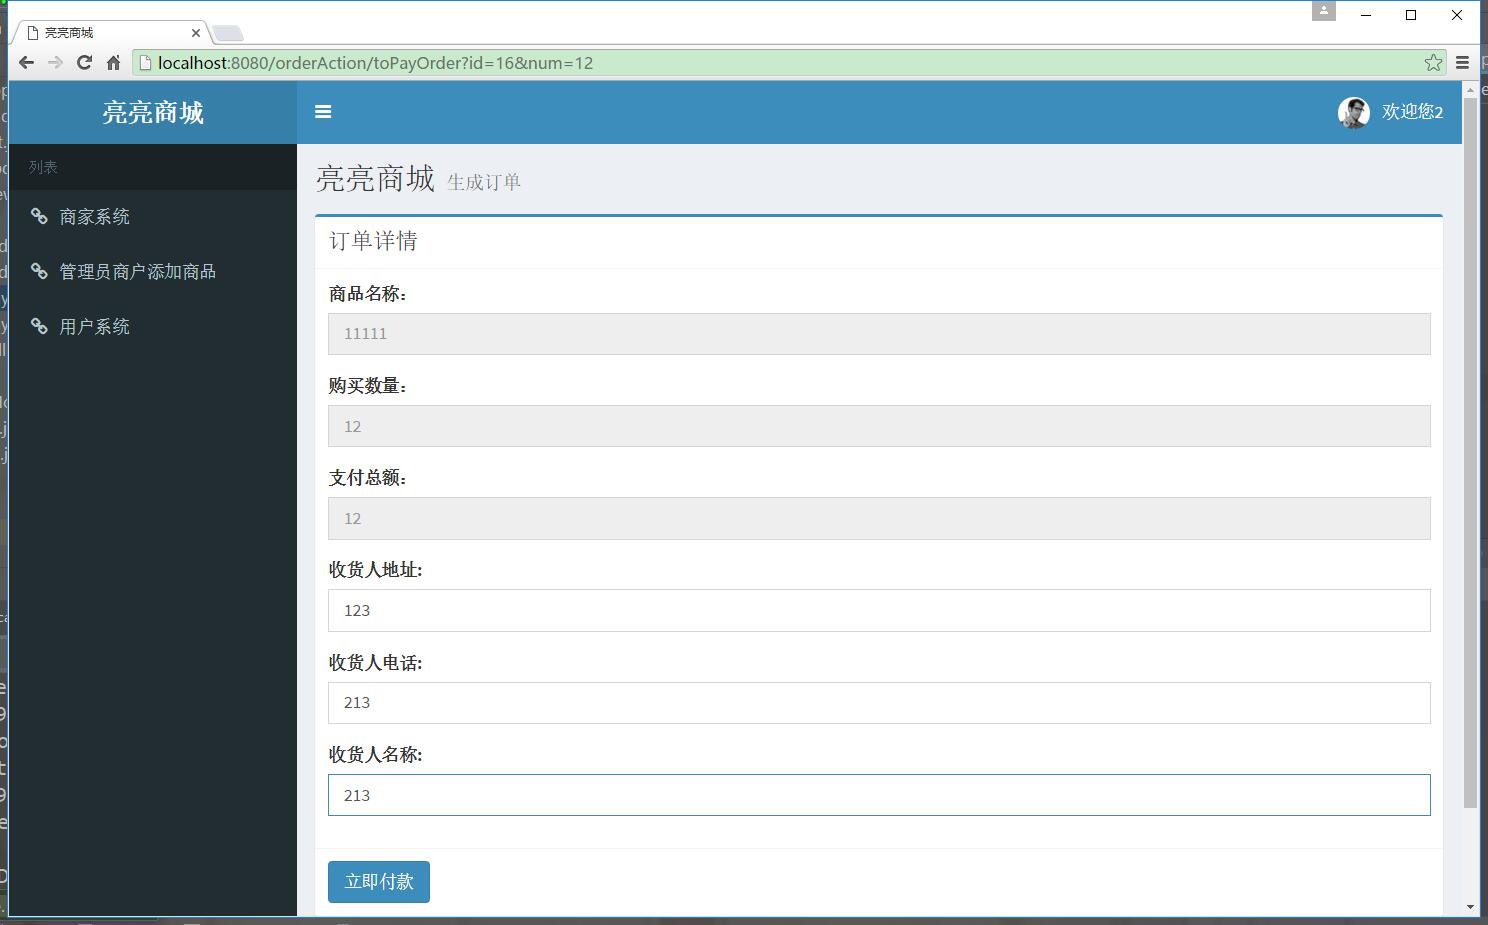 亮亮商城
localhost:8080/orderAction/toPayOrder?id=16&num=12
亮亮商城
欢迎您2
列表
商家系统
管理员商户添加商品
用户系统
亮亮商城 生成订单
订单详情
商品名称：
11111
购买数量：
12
支付总额：
12
收货人地址:
123
收货人电话:
213
收货人名称:
213
立即付款